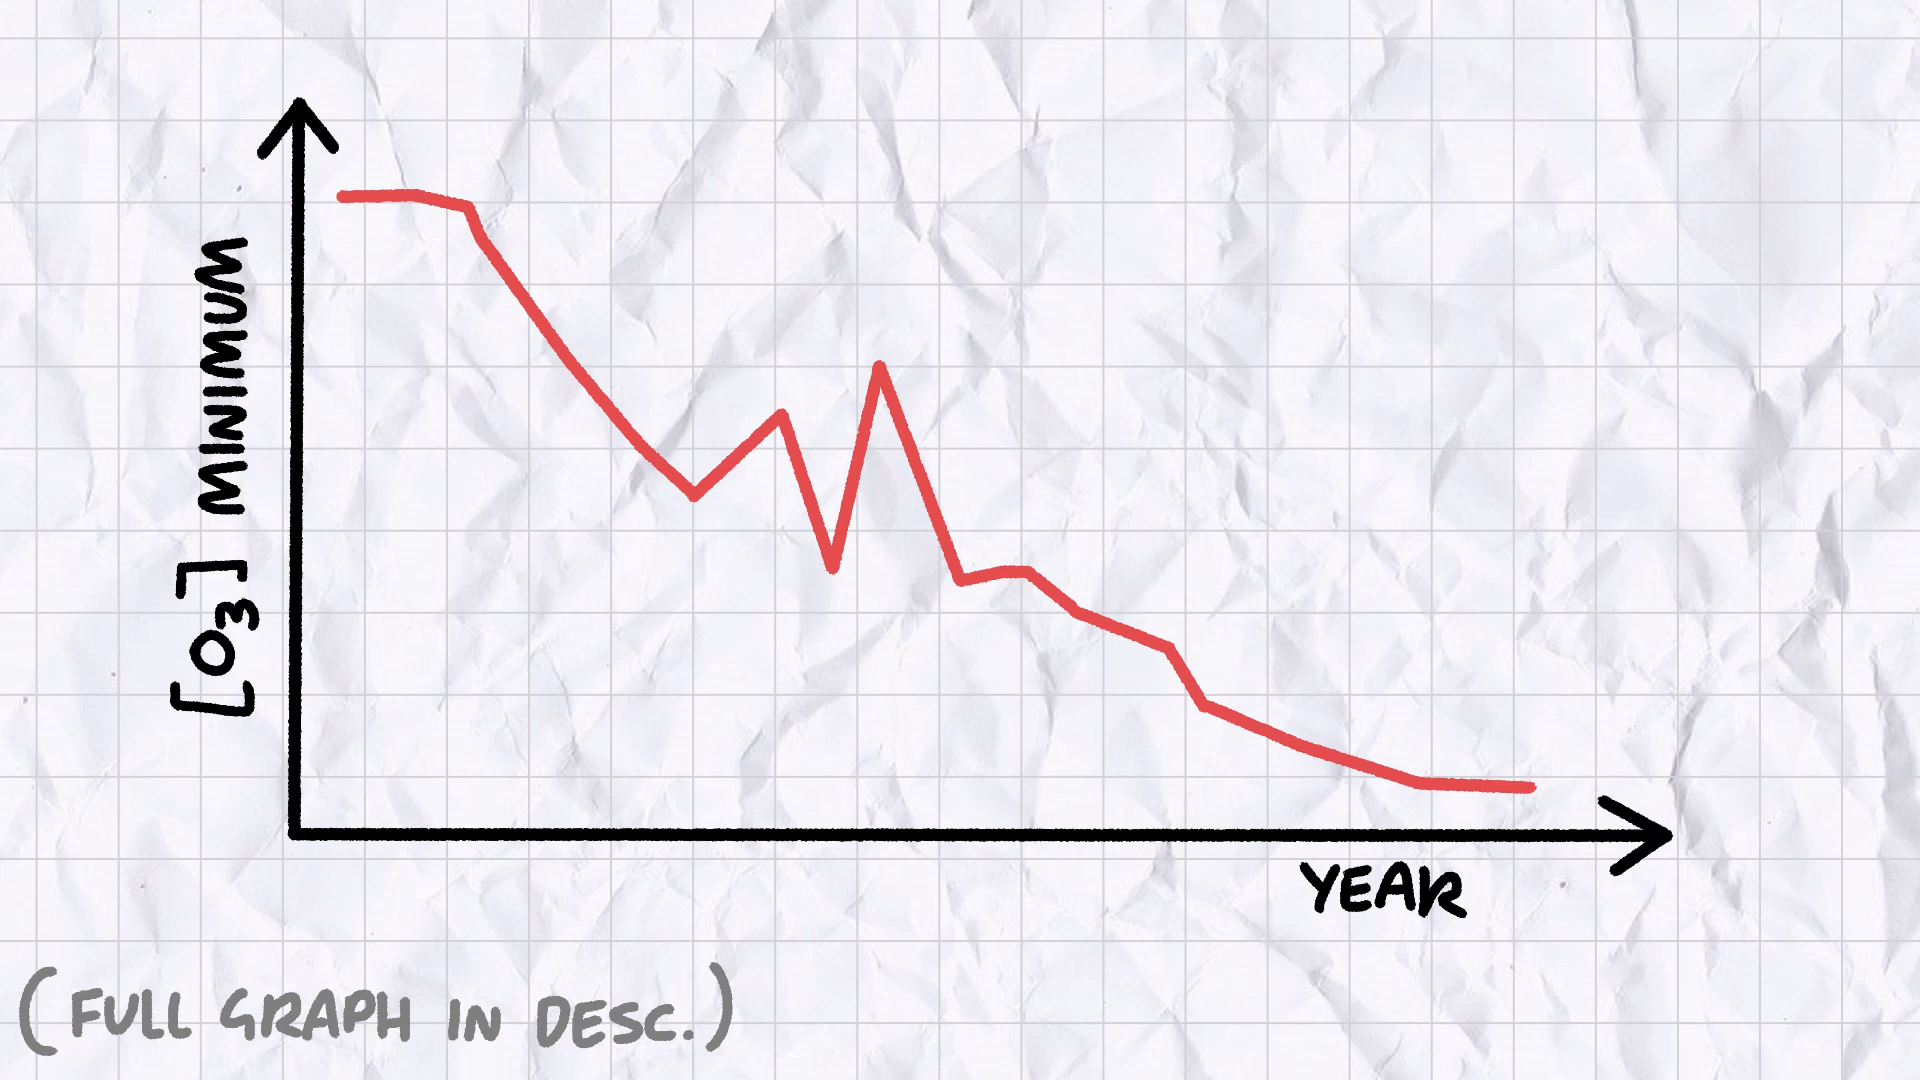 [O₃] MINIMUM
YEAR
(FULL GRAPH IN DESC.)